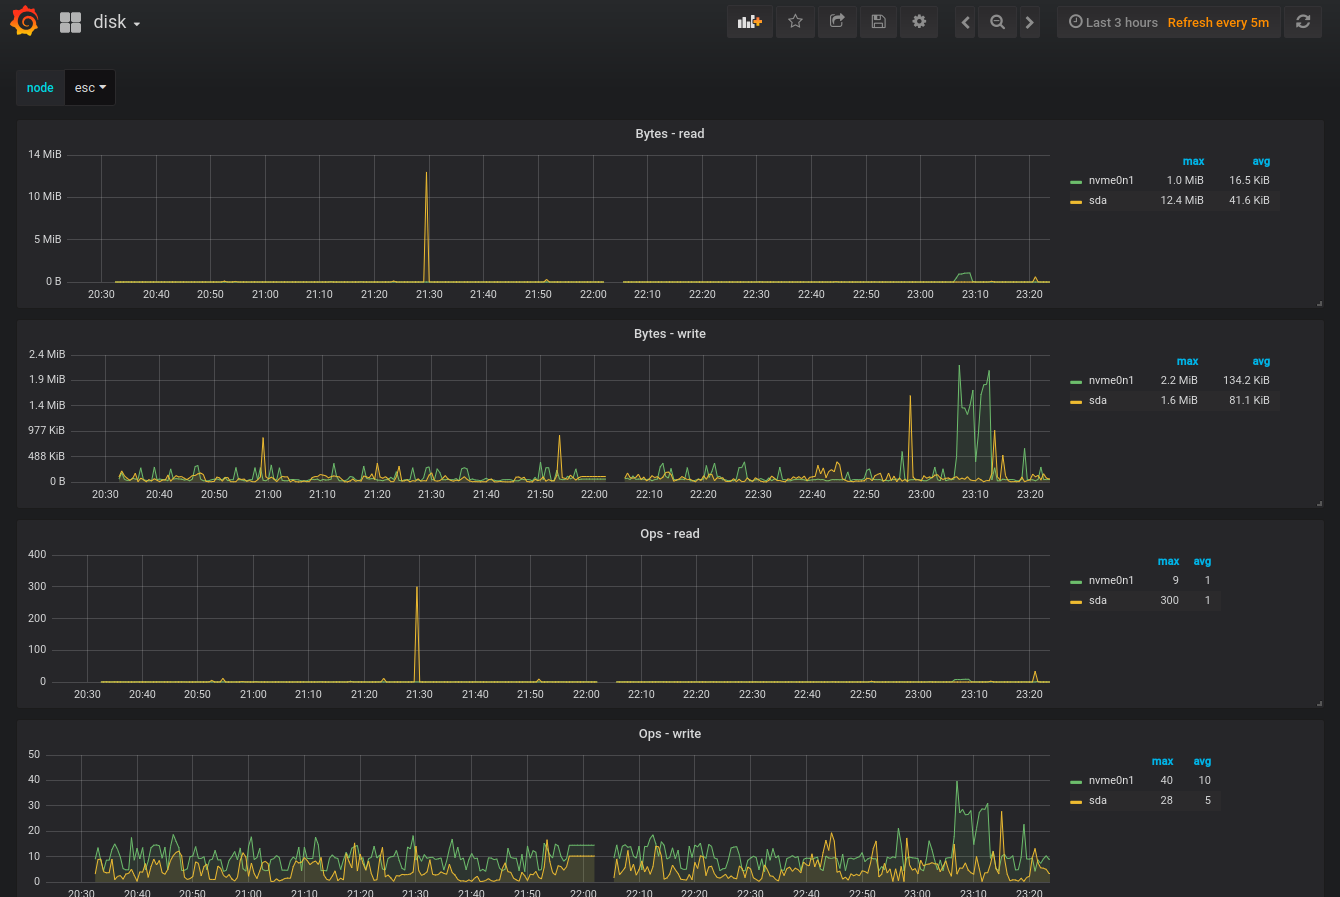 disk
Last 3 hours Refresh every 5m
node esc
Bytes - read
14 MiB
10 MiB
5 MiB
0 B
20:30 20:40 20:50 21:00 21:10 21:20 21:30 21:40 21:50 22:00 22:10 22:20 22:30 22:40 22:50 23:00 23:10 23:20
max avg
nvme0n1 1.0 MiB 16.5 KiB
sda 12.4 MiB 41.6 KiB
Bytes - write
2.4 MiB
1.9 MiB
1.4 MiB
977 KiB
488 KiB
0 B
20:30 20:40 20:50 21:00 21:10 21:20 21:30 21:40 21:50 22:00 22:10 22:20 22:30 22:40 22:50 23:00 23:10 23:20
max avg
nvme0n1 2.2 MiB 134.2 KiB
sda 1.6 MiB 81.1 KiB
Ops - read
400
300
200
100
0
20:30 20:40 20:50 21:00 21:10 21:20 21:30 21:40 21:50 22:00 22:10 22:20 22:30 22:40 22:50 23:00 23:10 23:20
max avg
nvme0n1 9 1
sda 300 1
Ops - write
50
40
30
20
10
0
20:30 20:40 20:50 21:00 21:10 21:20 21:30 21:40 21:50 22:00 22:10 22:20 22:30 22:40 22:50 23:00 23:10 23:20
max avg
nvme0n1 40 10
sda 28 5